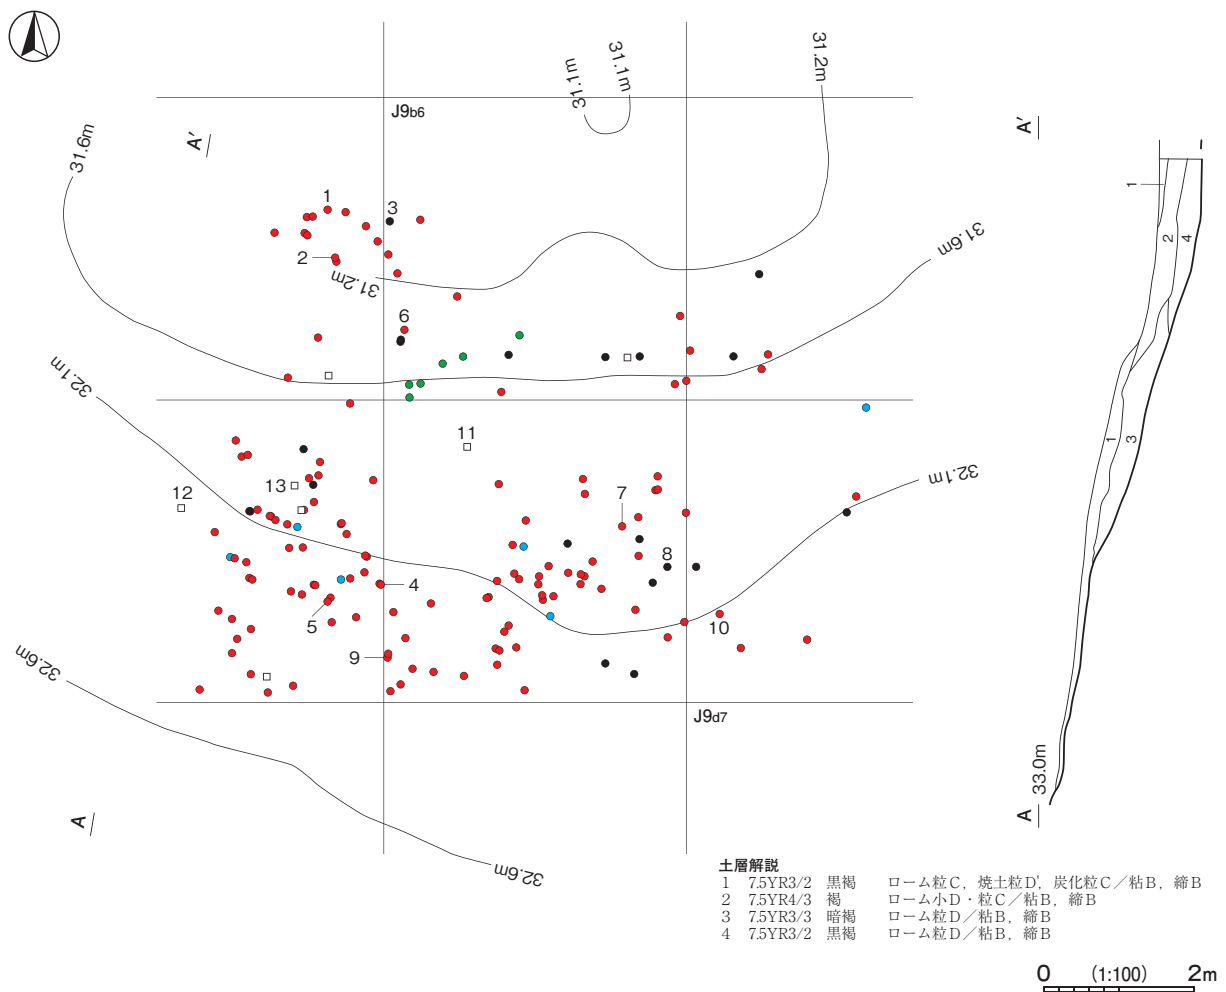 31.1m
31.1m
31.2m
J9b6
A′
A′
31.6m
1
3
1
2
31.2m
31.6m
2
4
6
32.1m
11
1
3
13
12
7
32.1m
8
4
5
10
9
32.6m
J9d7
33.0m
A
A
32.6m
土層解説
1 7.5YR3/2 黒褐 ローム粒C，焼土粒D'，炭化粒C／粘B，締B
2 7.5YR4/3 褐 ローム小D・粒C／粘B，締B
3 7.5YR3/3 暗褐 ローム粒D／粘B，締B
4 7.5YR3/2 黒褐 ローム粒D／粘B，締B
0 (1:100) 2m